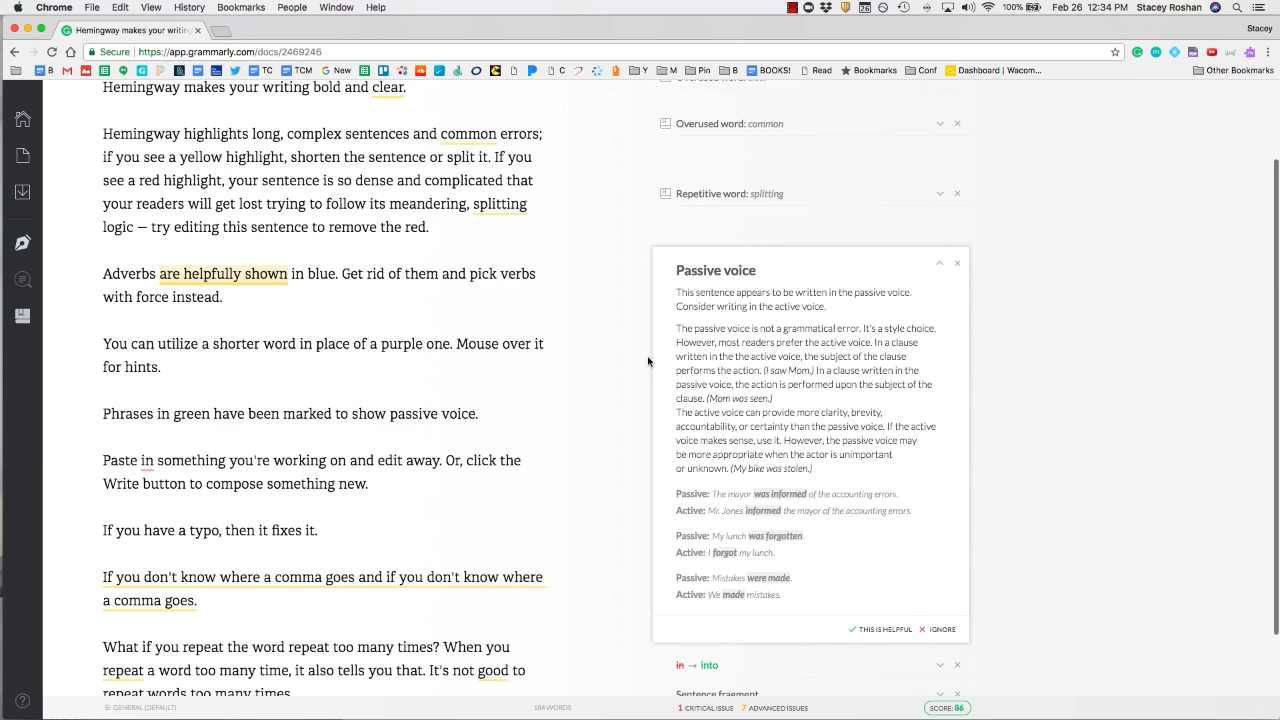 Chrome File Edit View History Bookmarks People Window Help 100% Feb 26 12:34 PM Stacey Roshan
Hemingway makes your writing Stacey
Secure https://app.grammarly.com/docs/2469246
B TC TCM New C Y M Pin B BOOKS! Read Bookmarks Conf Dashboard | Wacom... Other Bookmarks
Hemingway makes your writing bold and clear.
Hemingway highlights long, complex sentences and common errors;
if you see a yellow highlight, shorten the sentence or split it. If you
see a red highlight, your sentence is so dense and complicated that
your readers will get lost trying to follow its meandering, splitting
logic — try editing this sentence to remove the red.
Adverbs are helpfully shown in blue. Get rid of them and pick verbs
with force instead.
You can utilize a shorter word in place of a purple one. Mouse over it
for hints.
Phrases in green have been marked to show passive voice.
Paste in something you're working on and edit away. Or, click the
Write button to compose something new.
If you have a typo, then it fixes it.
If you don't know where a comma goes and if you don't know where
a comma goes.
What if you repeat the word repeat too many times? When you
repeat a word too many time, it also tells you that. It's not good to
repeat words too many times.
Overused word: common
Repetitive word: splitting
Passive voice
This sentence appears to be written in the passive voice.
Consider writing in the active voice.
The passive voice is not a grammatical error. It's a style choice.
However, most readers prefer the active voice. In a clause
written in the the active voice, the subject of the clause
performs the action. (I saw Mom.) In a clause written in the
passive voice, the action is performed upon the subject of the
clause. (Mom was seen.)
The active voice can provide more clarity, brevity,
accountability, or certainty than the passive voice. If the active
voice makes sense, use it. However, the passive voice may
be more appropriate when the actor is unimportant
or unknown. (My bike was stolen.)
Passive: The mayor was informed of the accounting errors.
Active: Mr. Jones informed the mayor of the accounting errors.
Passive: My lunch was forgotten.
Active: I forgot my lunch.
Passive: Mistakes were made.
Active: We made mistakes.
THIS IS HELPFUL IGNORE
in → into
Sentence fragment
GENERAL (DEFAULT) 184 WORDS 1 CRITICAL ISSUE 7 ADVANCED ISSUES SCORE: 86